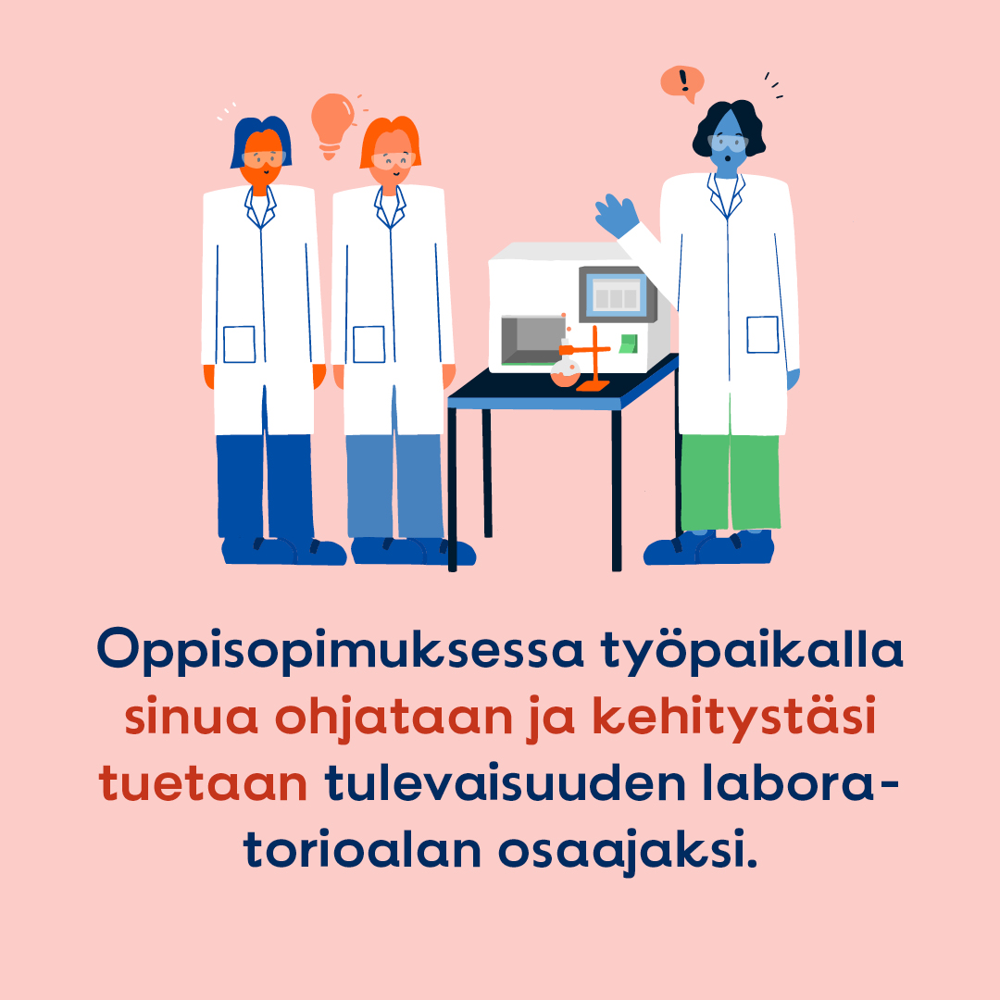 !
Oppisopimuksessa työpaikalla
sinua ohjataan ja kehitystäsi
tuetaan tulevaisuuden labora-
torioalan osaajaksi.